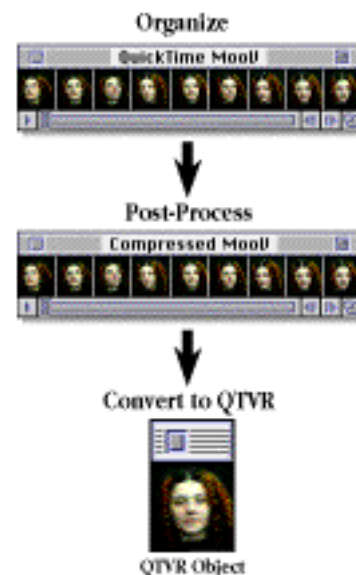 Organize
QuickTime MooV
Post-Process
Compressed MooV
Convert to QTVR
QTVR Object